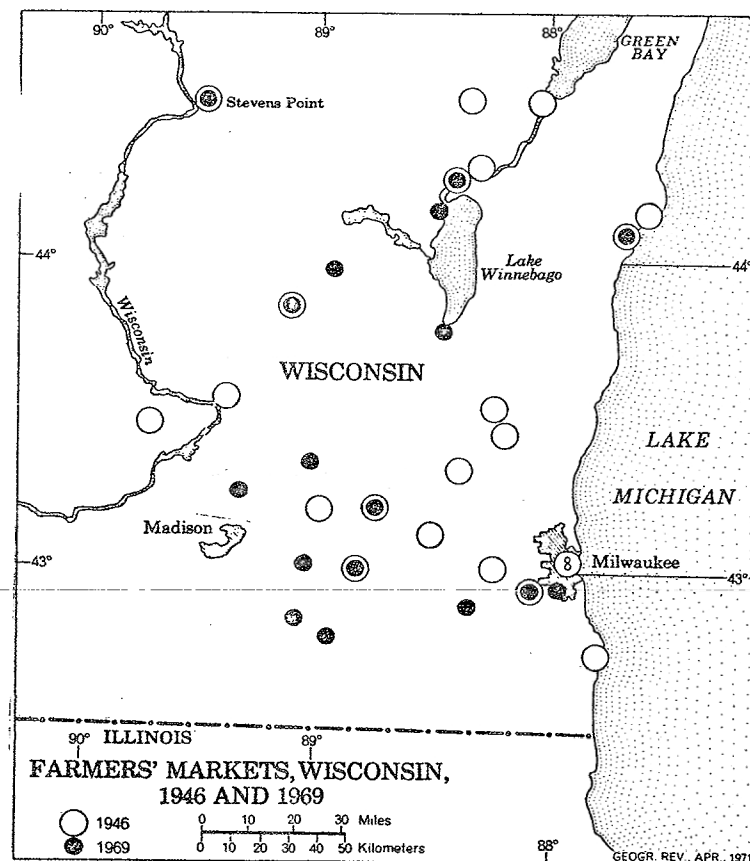 90° 89° 88°
GREEN
BAY
Stevens Point
44°
Lake
Winnebago
44°
Wisconsin
WISCONSIN
LAKE
MICHIGAN
Madison
43°
8 Milwaukee
43°
ILLINOIS
90° 89°
FARMERS' MARKETS, WISCONSIN,
1946 AND 1969
1946
0 10 20 30 Miles
1969
0 10 20 30 40 50 Kilometers
88°
GEOGR. REV., APR.,